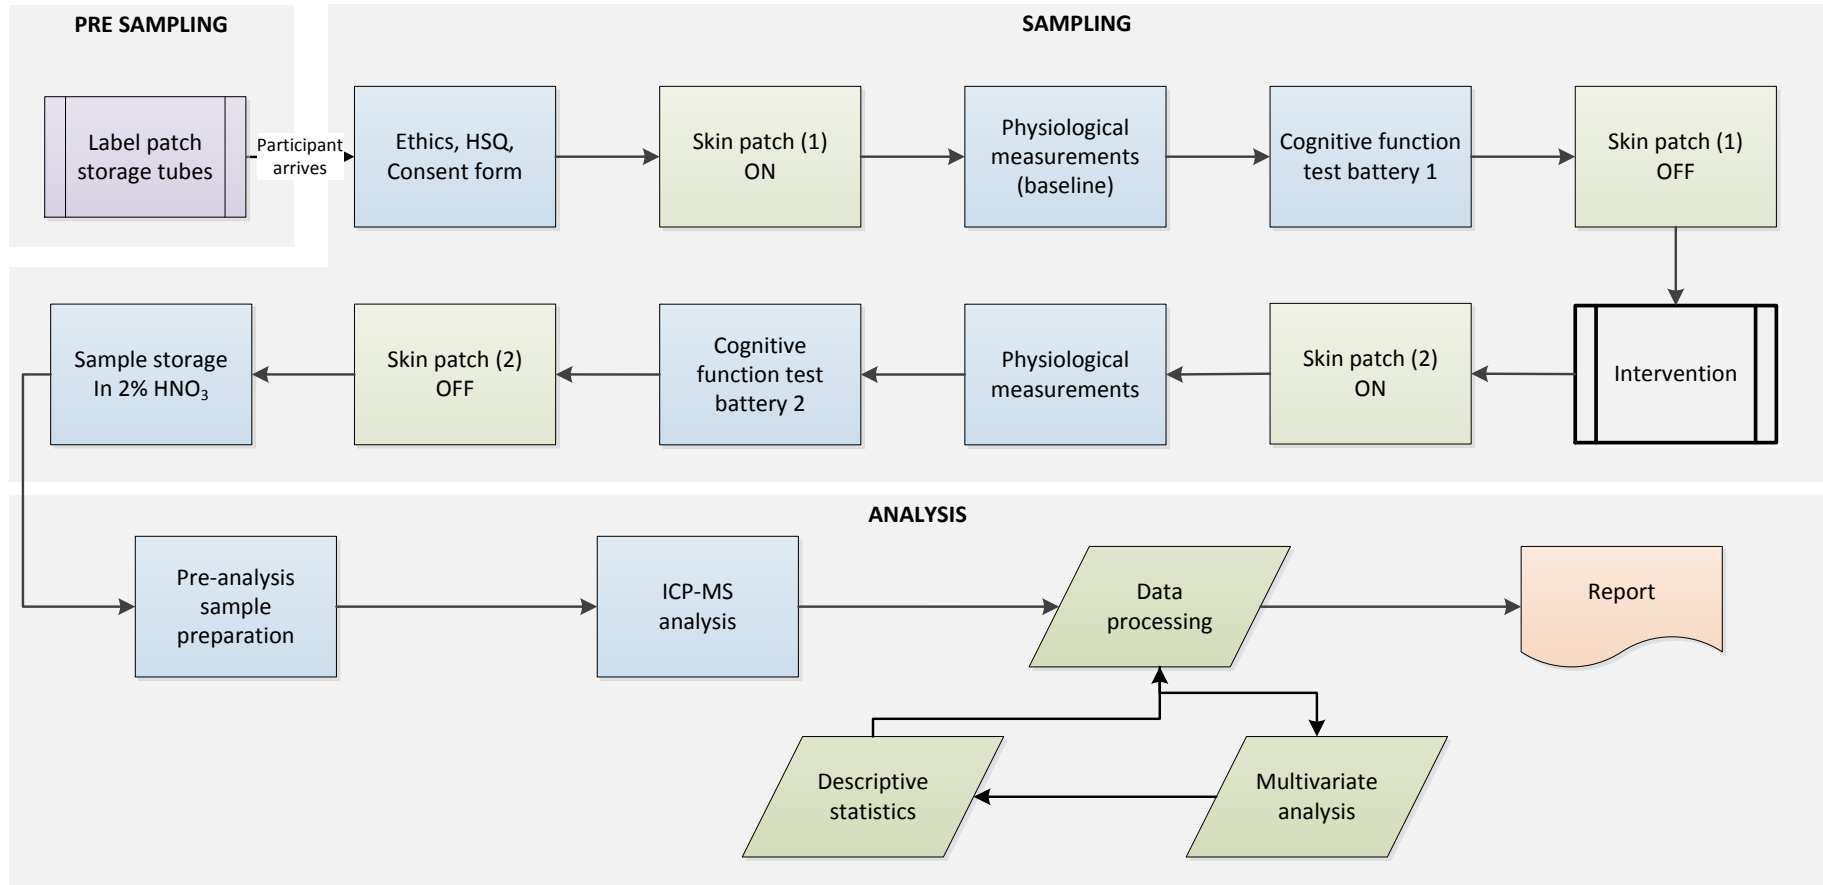 PRE SAMPLING
SAMPLING
Label patch
storage tubes
Participant
arrives
Ethics, HSQ,
Consent form
Skin patch (1)
ON
Physiological
measurements
(baseline)
Cognitive function
test battery 1
Skin patch (1)
OFF
Intervention
Skin patch (2)
ON
Physiological
measurements
Cognitive
function test
battery 2
Skin patch (2)
OFF
Sample storage
In 2% HNO₃
ANALYSIS
Pre-analysis
sample
preparation
ICP-MS
analysis
Data
processing
Report
Multivariate
analysis
Descriptive
statistics